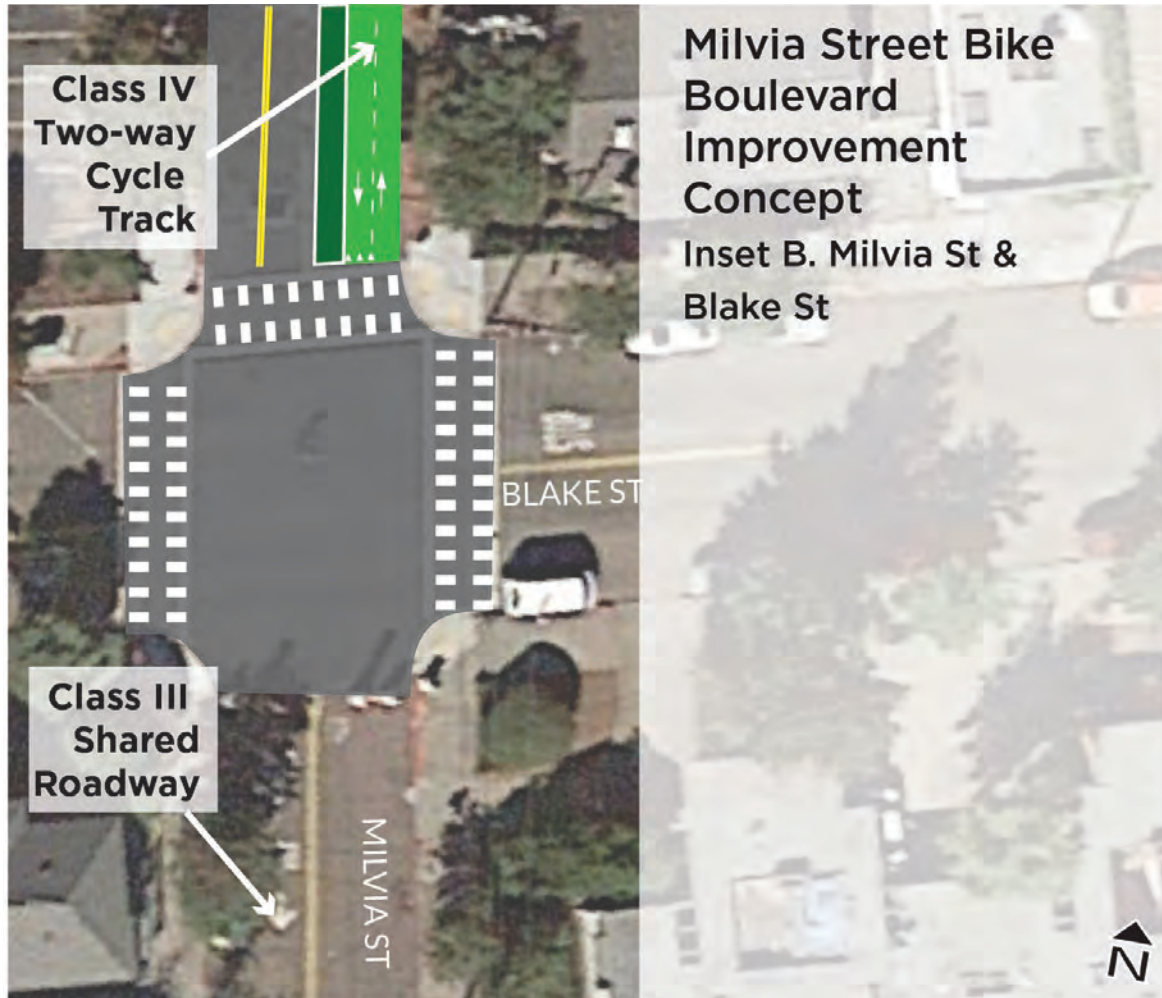 Class IV
Two-way
Cycle
Track
Milvia Street Bike
Boulevard
Improvement
Concept
Inset B. Milvia St &
Blake St
BLAKE ST
Class III
Shared
Roadway
MILVIA ST
N